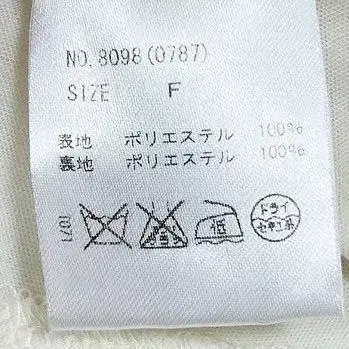 NO.8098(0787)
SIZE F
表地 ポリエステル 100%
裏地 ポリエステル 100%
1071
低
ドライ
セキユ系